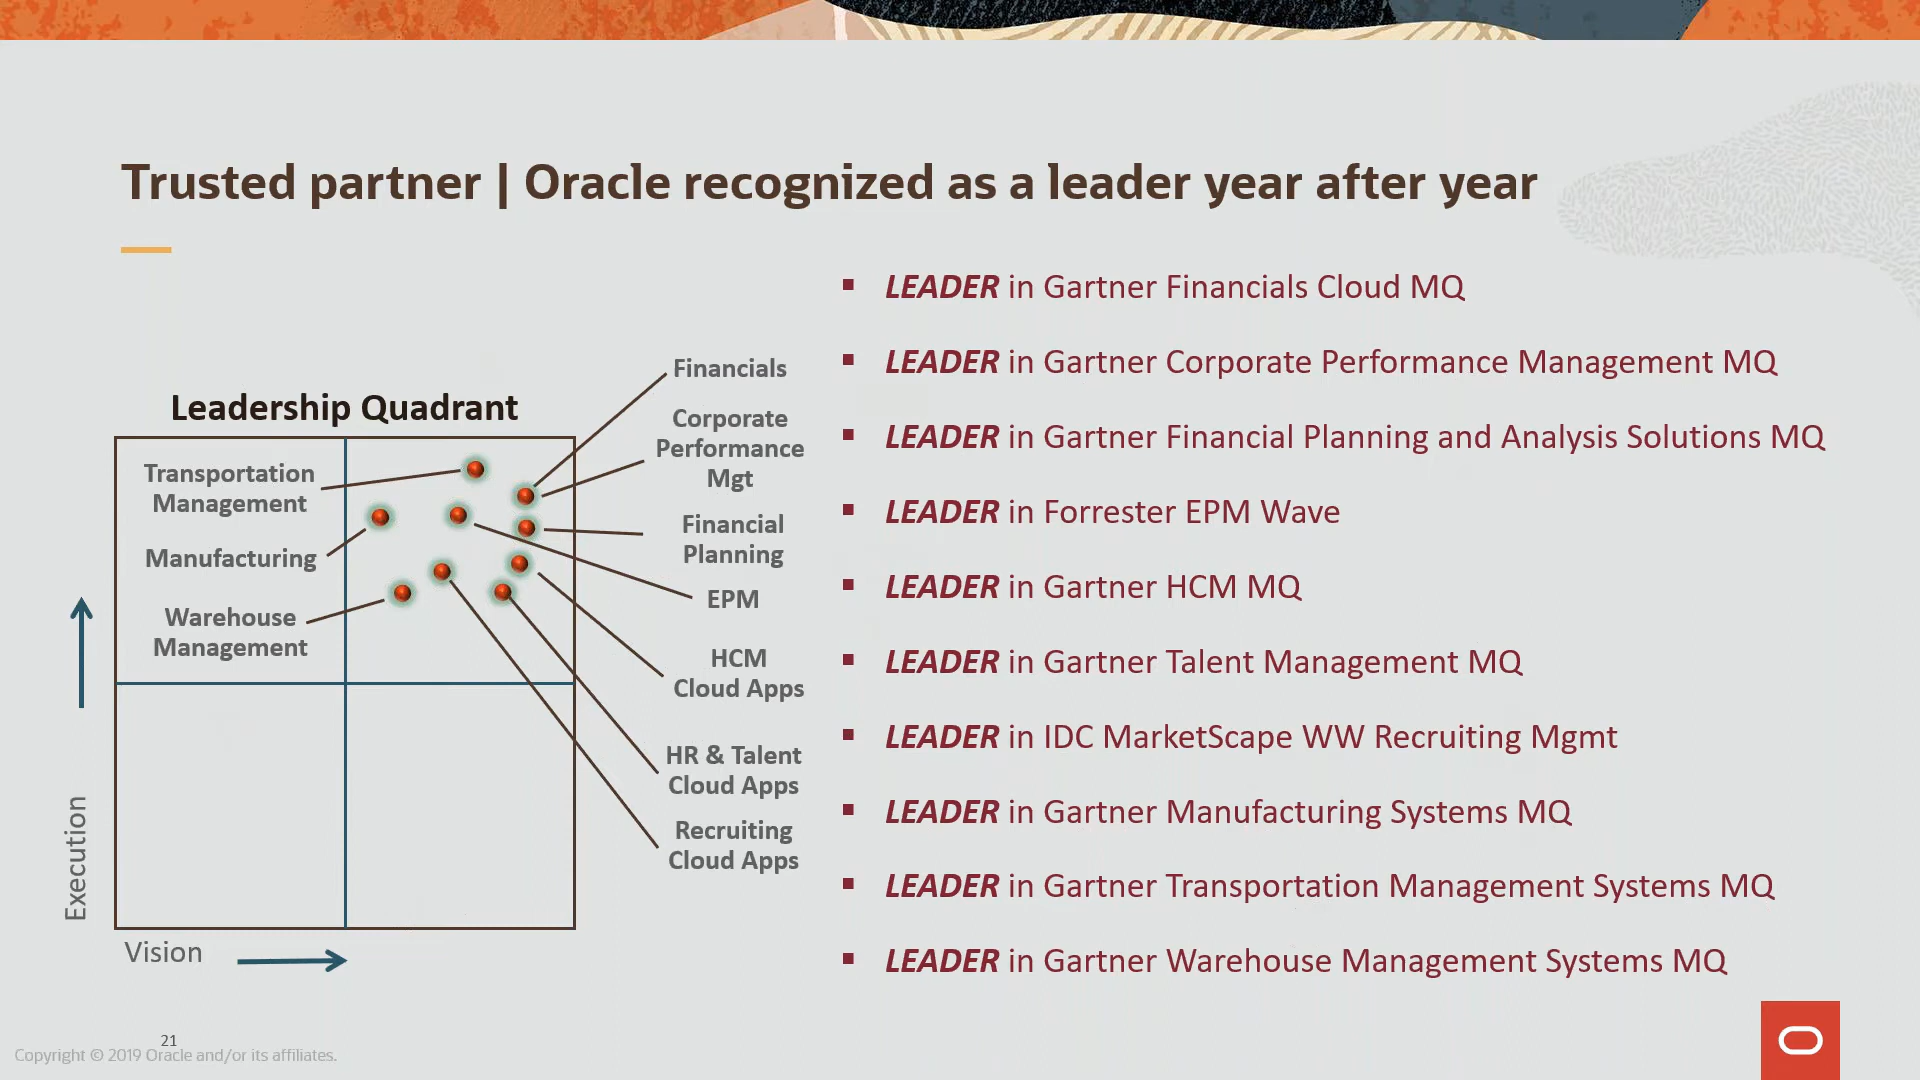 Trusted partner | Oracle recognized as a leader year after year
Leadership Quadrant
Transportation
Management
Manufacturing
Warehouse
Management
Execution
Vision
Financials
Corporate
Performance
Mgt
Financial
Planning
EPM
HCM
Cloud Apps
HR & Talent
Cloud Apps
Recruiting
Cloud Apps
▪ LEADER in Gartner Financials Cloud MQ
▪ LEADER in Gartner Corporate Performance Management MQ
▪ LEADER in Gartner Financial Planning and Analysis Solutions MQ
▪ LEADER in Forrester EPM Wave
▪ LEADER in Gartner HCM MQ
▪ LEADER in Gartner Talent Management MQ
▪ LEADER in IDC MarketScape WW Recruiting Mgmt
▪ LEADER in Gartner Manufacturing Systems MQ
▪ LEADER in Gartner Transportation Management Systems MQ
▪ LEADER in Gartner Warehouse Management Systems MQ
21
Copyright © 2019 Oracle and/or its affiliates.